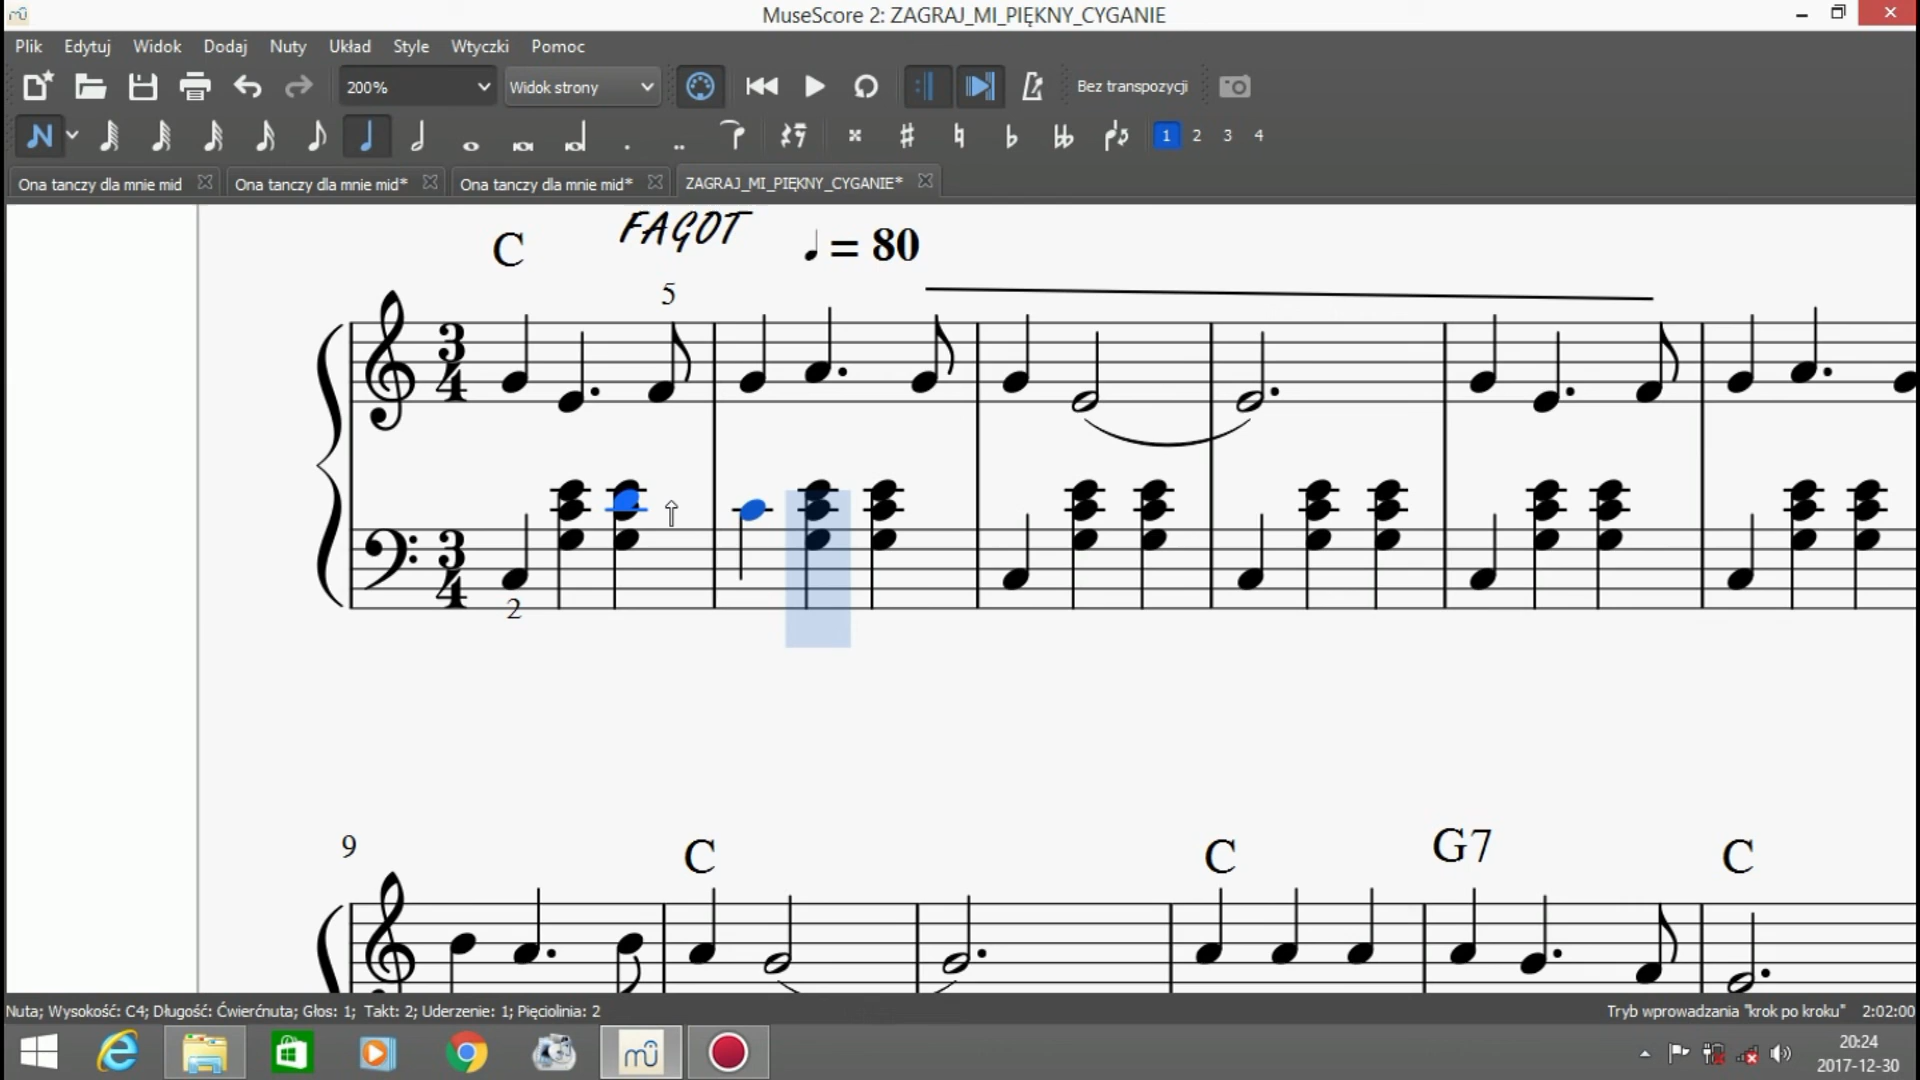 MuseScore 2: ZAGRAJ_MI_PIĘKNY_CYGANIE
Plik Edytuj Widok Dodaj Nuty Układ Style Wtyczki Pomoc
200% Widok strony Bez transpozycji
1 2 3 4
Ona tanczy dla mnie mid Ona tanczy dla mnie mid* Ona tanczy dla mnie mid* ZAGRAJ_MI_PIĘKNY_CYGANIE*
C FAGOT = 80
5
3
4
3
4
2
9 C C G7 C
Nuta; Wysokość: C4; Długość: Ćwierćnuta; Głos: 1; Takt: 2; Uderzenie: 1; Pięciolinia: 2 Tryb wprowadzania "krok po kroku" 2:02:00
20:24
2017-12-30